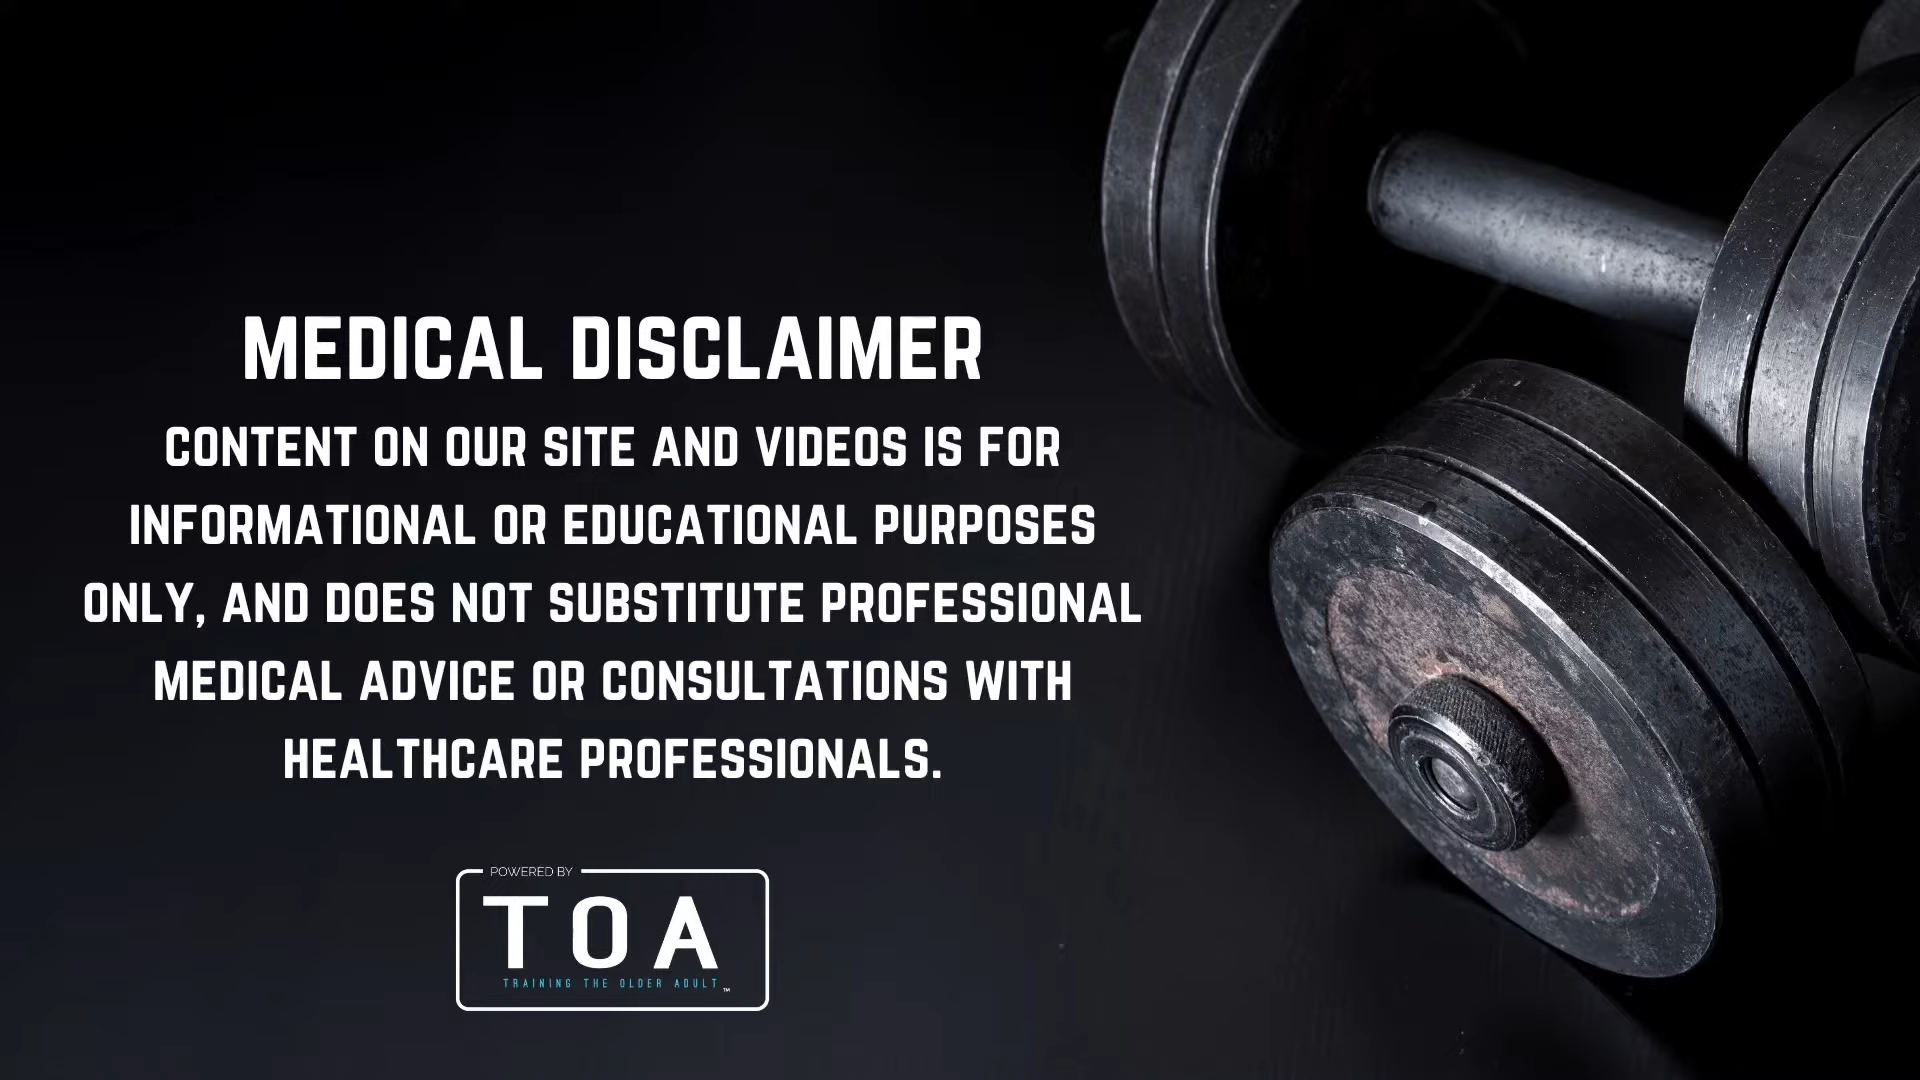 MEDICAL DISCLAIMER
CONTENT ON OUR SITE AND VIDEOS IS FOR
INFORMATIONAL OR EDUCATIONAL PURPOSES
ONLY, AND DOES NOT SUBSTITUTE PROFESSIONAL
MEDICAL ADVICE OR CONSULTATIONS WITH
HEALTHCARE PROFESSIONALS.
POWERED BY
TOA
TRAINING THE OLDER ADULT ™